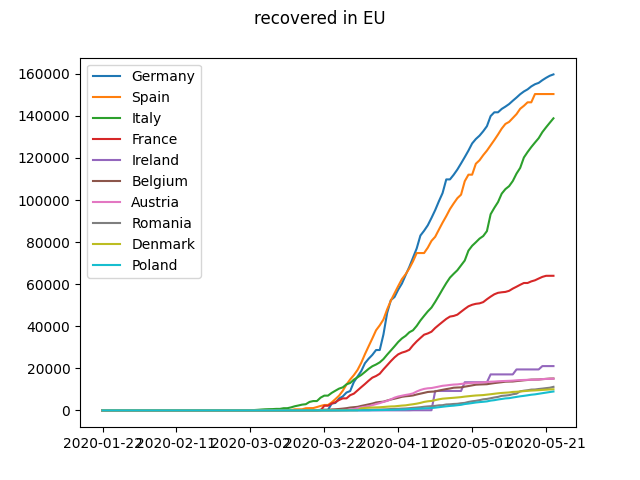 recovered in EU
160000
140000
120000
100000
80000
60000
40000
20000
0
Germany
Spain
Italy
France
Ireland
Belgium
Austria
Romania
Denmark
Poland
2020-01-22 2020-02-11 2020-03-02 2020-03-22 2020-04-11 2020-05-01 2020-05-21